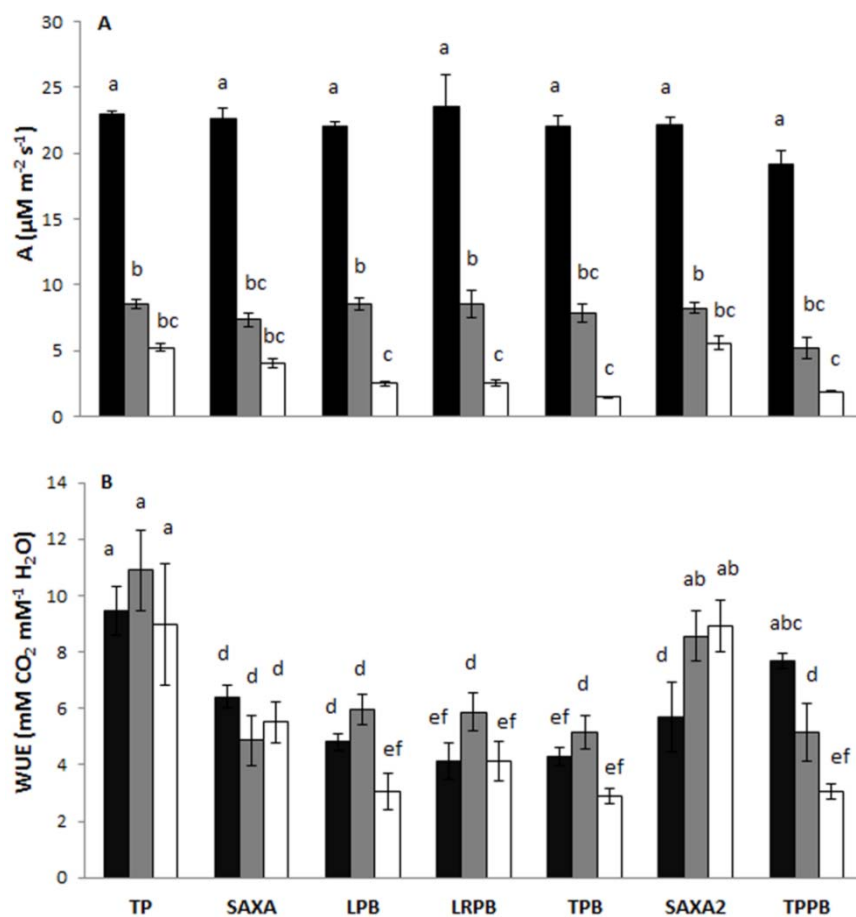 A
30
25
20
15
10
5
0
A (µM m-2 s-1)
a a a a a a a
b bc b b bc b bc
bc bc c c c bc c
B
14
12
10
8
6
4
2
0
WUE (mM CO2 mM-1 H2O)
a a a
d d d
d d ef
ef d ef
ef d ef
d ab ab
abc d ef
TP SAXA LPB LRPB TPB SAXA2 TPPB